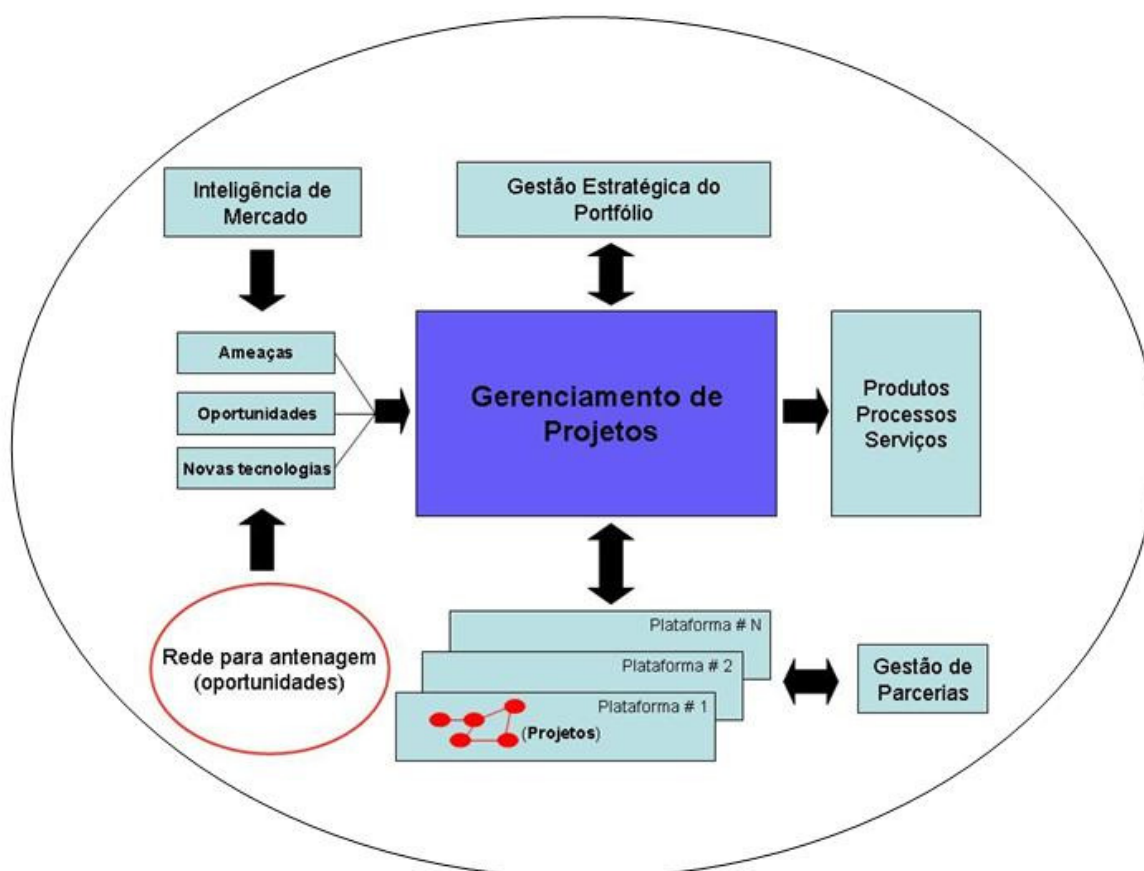 Inteligência de
Mercado
Gestão Estratégica do
Portfólio
Ameaças
Oportunidades
Novas tecnologias
Gerenciamento de
Projetos
Produtos
Processos
Serviços
Rede para antenagem
(oportunidades)
Plataforma # N
Plataforma # 2
Plataforma # 1
(Projetos)
Gestão de
Parcerias